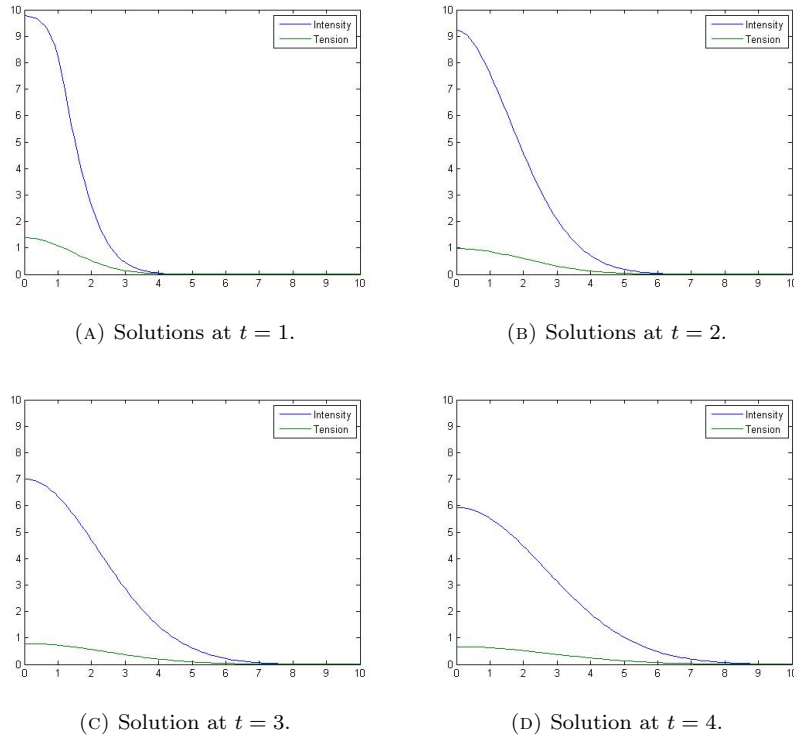 10
9
8
7
6
5
4
3
2
1
0
0 1 2 3 4 5 6 7 8 9 10
Intensity
Tension
(A) Solutions at t = 1.
10
9
8
7
6
5
4
3
2
1
0
0 1 2 3 4 5 6 7 8 9 10
Intensity
Tension
(B) Solutions at t = 2.
10
9
8
7
6
5
4
3
2
1
0
0 1 2 3 4 5 6 7 8 9 10
Intensity
Tension
(C) Solution at t = 3.
10
9
8
7
6
5
4
3
2
1
0
0 1 2 3 4 5 6 7 8 9 10
Intensity
Tension
(D) Solution at t = 4.